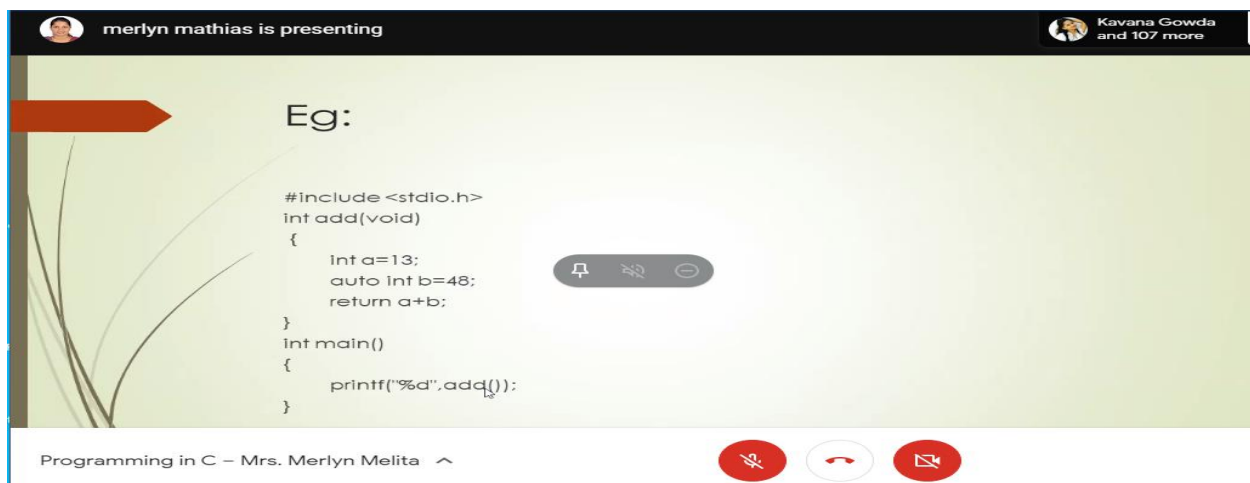 merlyn mathias is presenting
Kavana Gowda
and 107 more
Eg:
#include <stdio.h>
int add(void)
{
int a=13;
auto int b=48;
return a+b;
}
int main()
{
printf("%d",add());
}
Programming in C – Mrs. Merlyn Melita